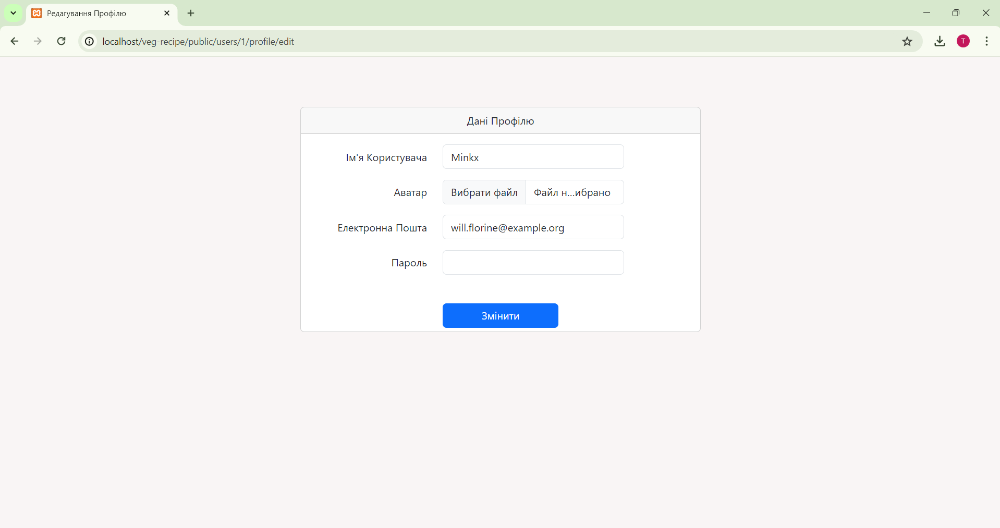 Редагування Профілю
localhost/veg-recipe/public/users/1/profile/edit
T
Дані Профілю
Ім'я Користувача
Minkx
Аватар
Вибрати файл
Файл н...ибрано
Електронна Пошта
will.florine@example.org
Пароль
Змінити